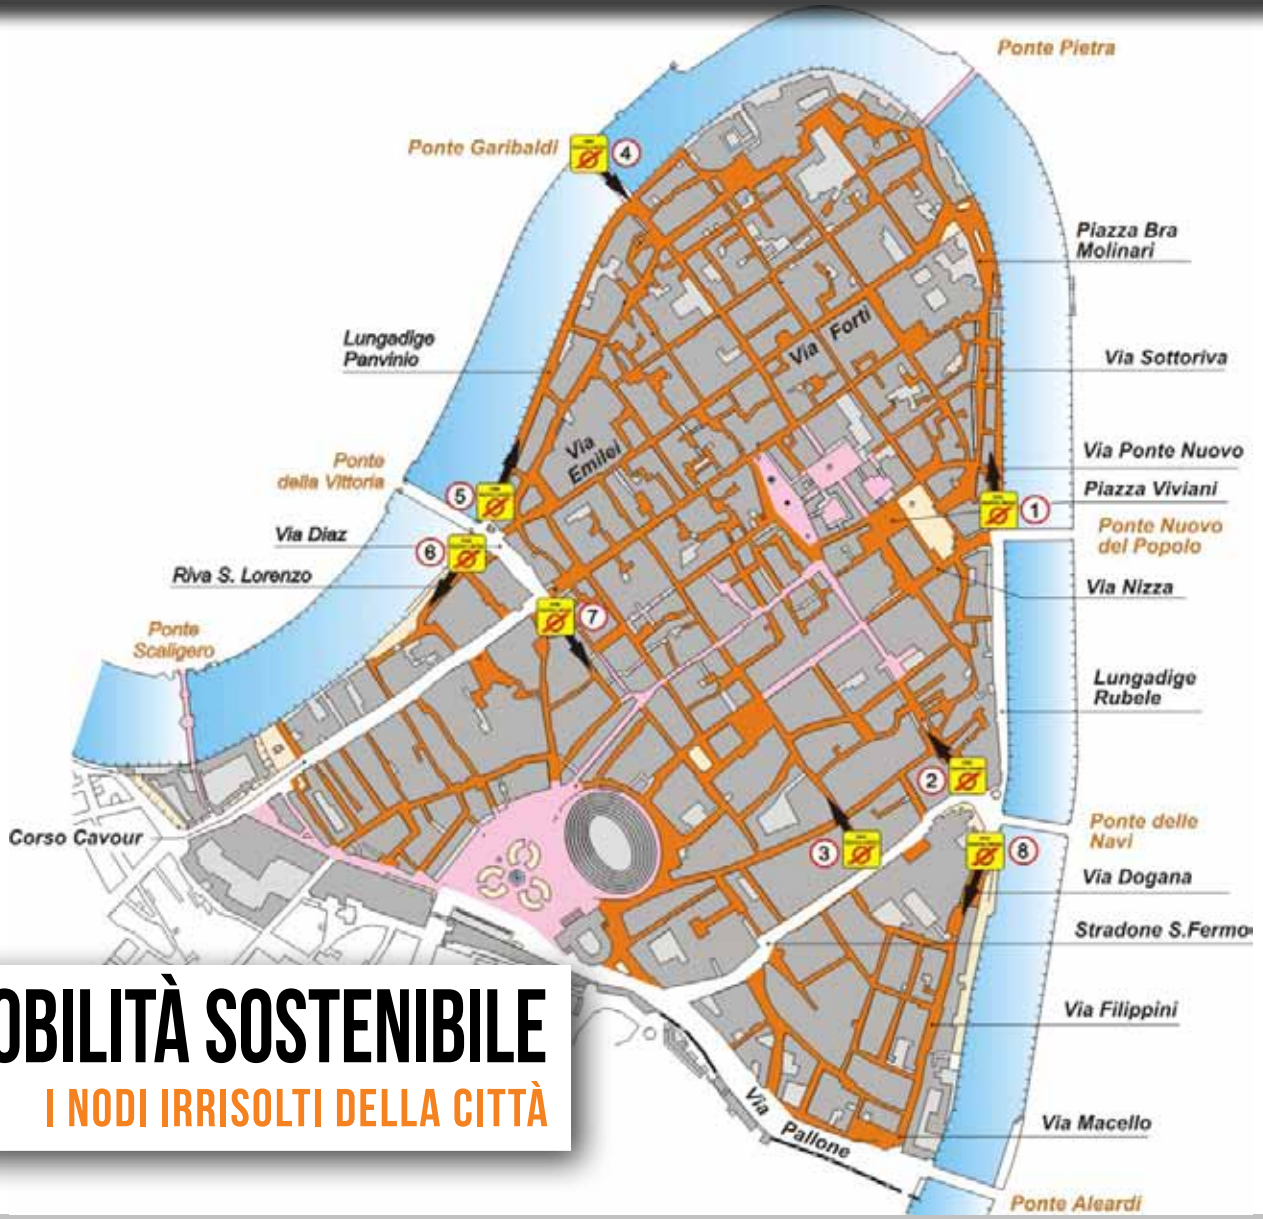 Ponte Pietra
Ponte Garibaldi
4
Piazza Bra
Molinari
Via Forti
Lungadige
Panvinio
Via Sottoriva
Via
Emilei
Via Ponte Nuovo
Ponte
della Vittoria
5
Piazza Viviani
1
Ponte Nuovo
del Popolo
Via Diaz
6
Riva S. Lorenzo
Via Nizza
7
Ponte
Scaligero
Lungadige
Rubele
2
Corso Cavour
Ponte delle
Navi
3
8
Via Dogana
Stradone S.Fermo
OBILITÀ SOSTENIBILE
I NODI IRRISOLTI DELLA CITTÀ
Via Filippini
Via Pallone
Via Macello
Ponte Aleardi